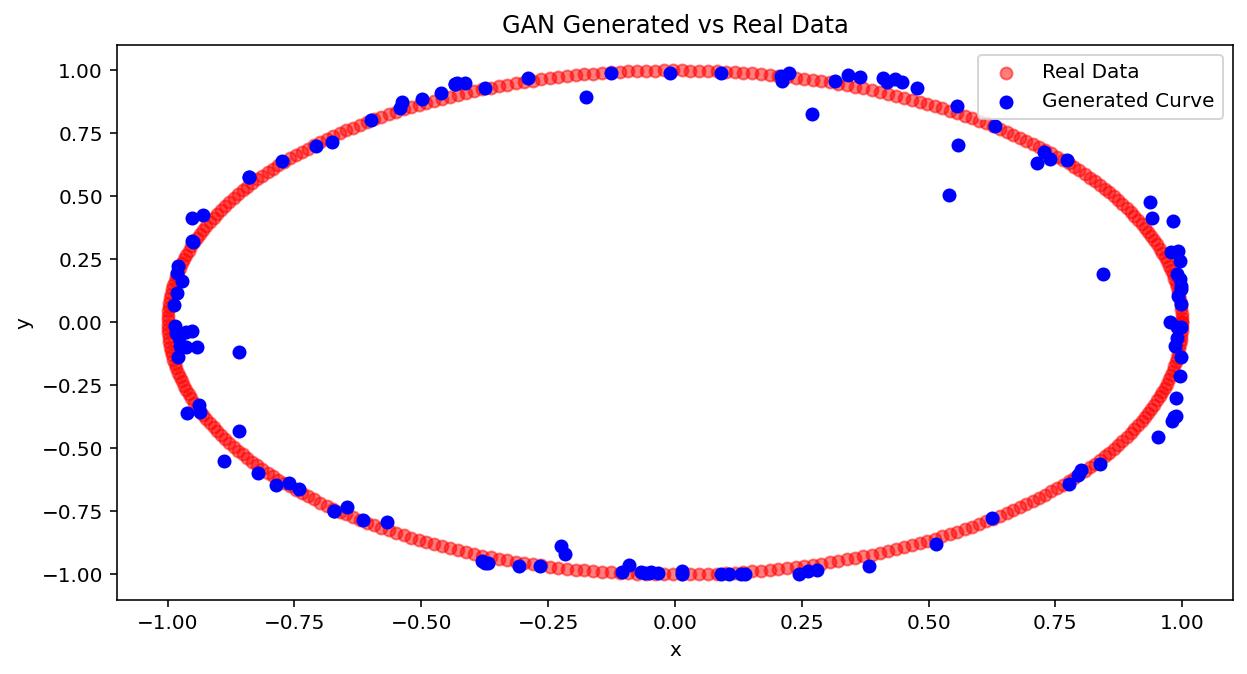 GAN Generated vs Real Data
Real Data
Generated Curve
1.00
0.75
0.50
0.25
0.00
−0.25
−0.50
−0.75
−1.00
y
−1.00 −0.75 −0.50 −0.25 0.00 0.25 0.50 0.75 1.00
x